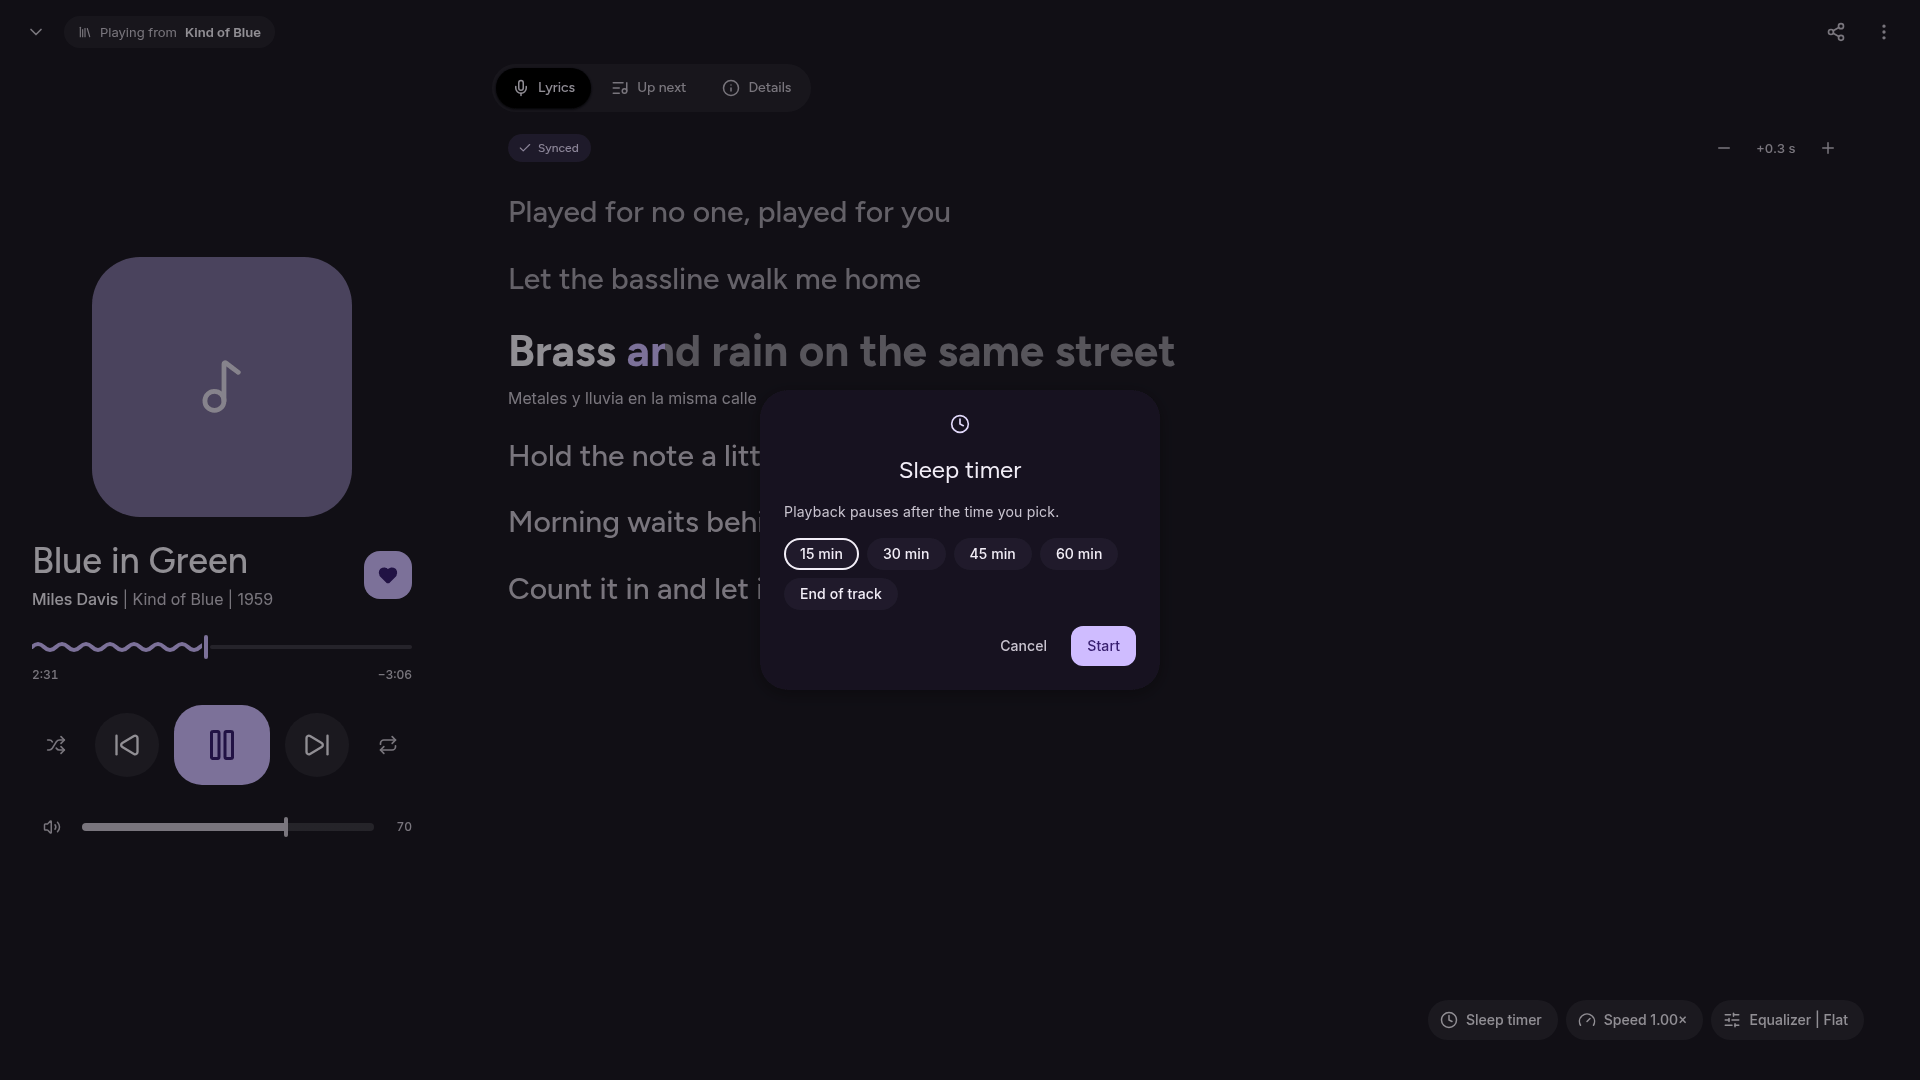 Playing from Kind of Blue
Lyrics
Up next
Details
Synced
+0.3 s
Played for no one, played for you
Let the bassline walk me home
Brass and rain on the same street
Metales y lluvia en la misma calle
Hold the note a litt
Morning waits behi
Count it in and let i
Blue in Green
Miles Davis | Kind of Blue | 1959
2:31
−3:06
70
Sleep timer
Playback pauses after the time you pick.
15 min
30 min
45 min
60 min
End of track
Cancel
Start
Sleep timer
Speed 1.00×
Equalizer | Flat